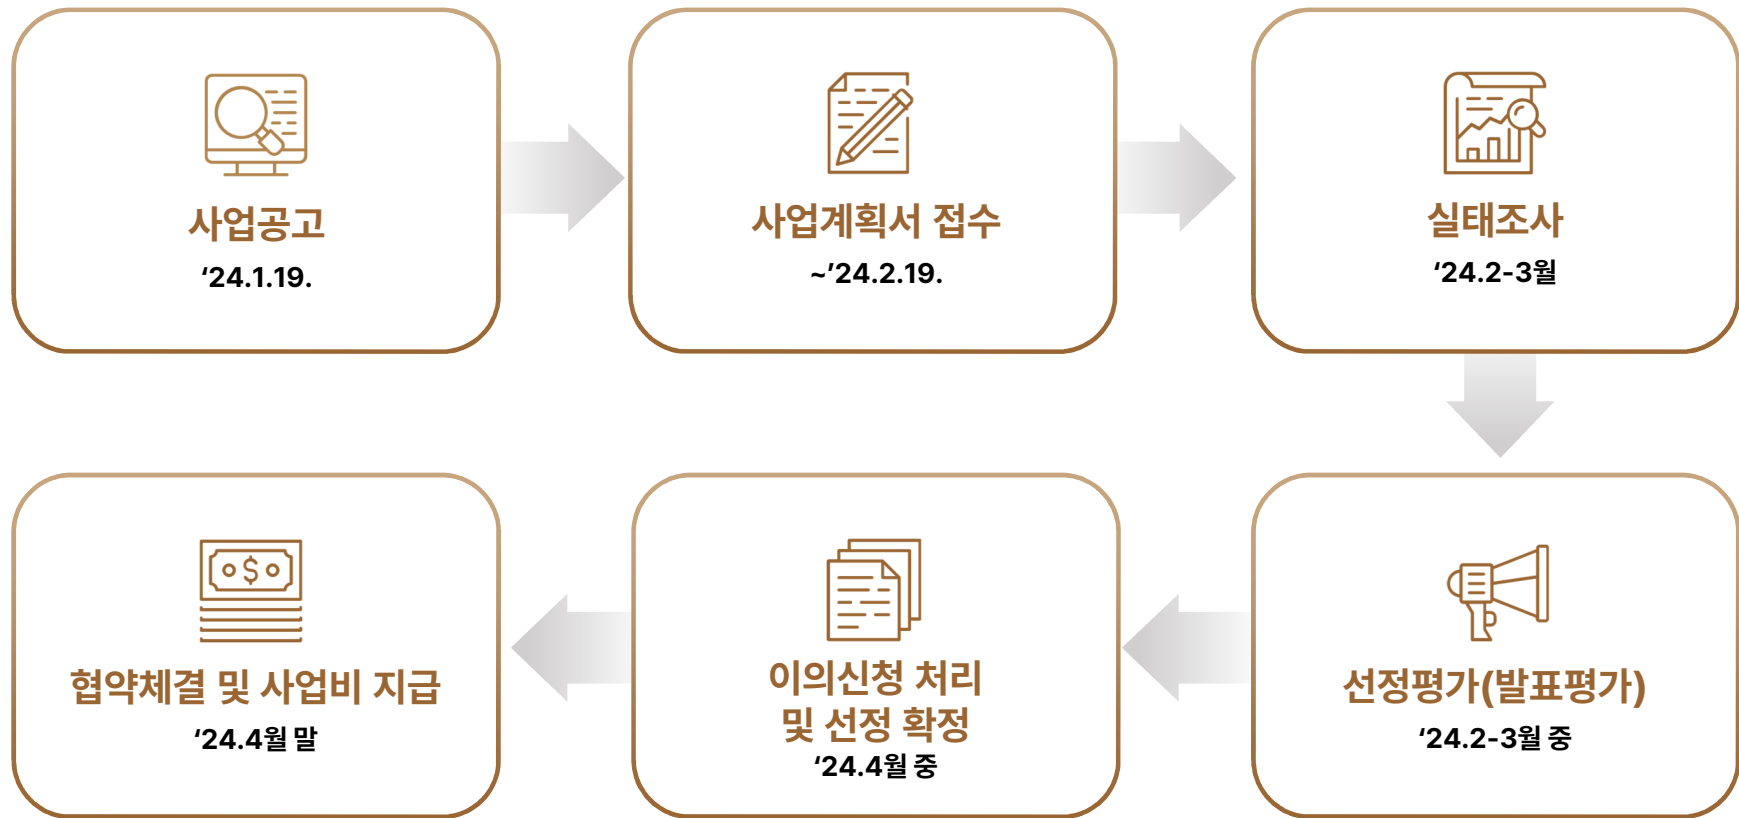 사업공고
‘24.1.19.
사업계획서 접수
~’24.2.19.
실태조사
‘24.2-3월
선정평가(발표평가)
‘24.2-3월 중
이의신청 처리
및 선정 확정
‘24.4월 중
협약체결 및 사업비 지급
‘24.4월 말